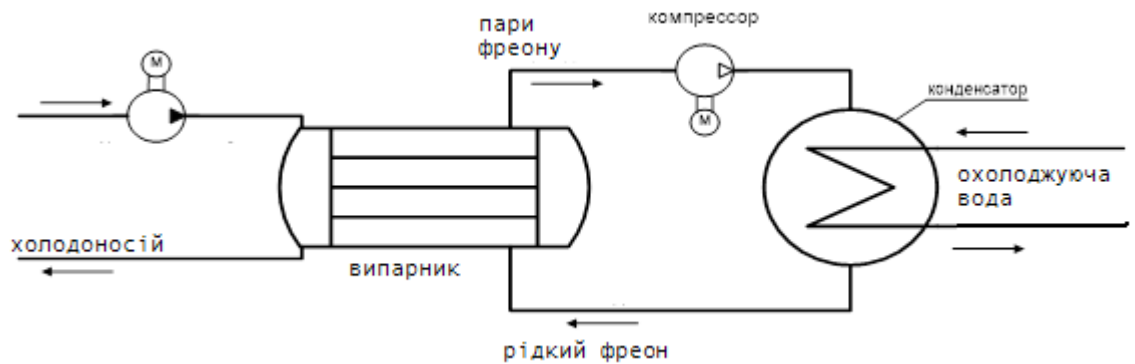 компрессор
пари
фреону
М
М
конденсатор
охолоджуюча
вода
холодоносій
випарник
рідкий фреон